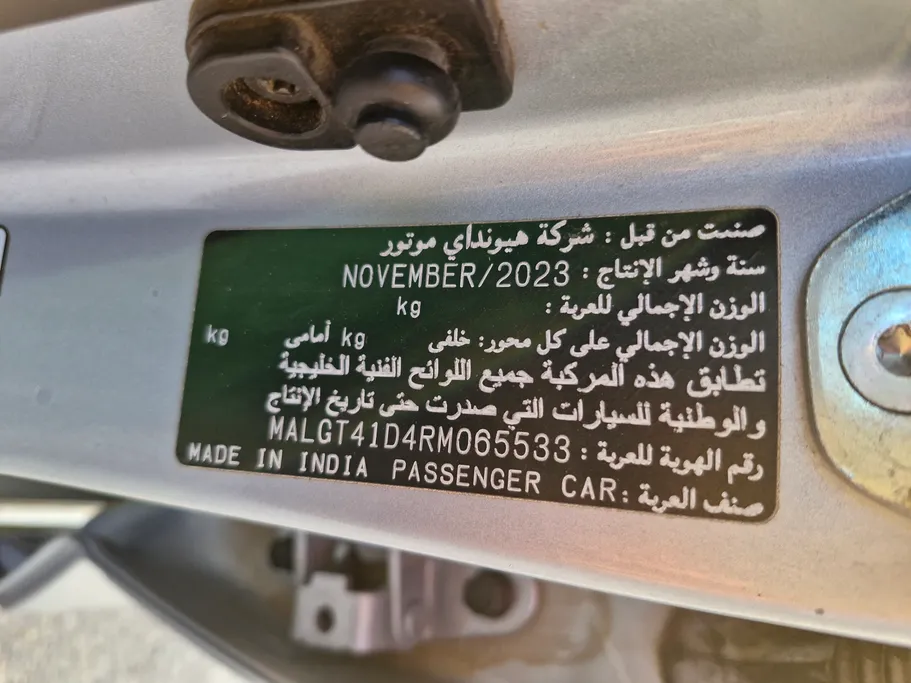 صنعت من قبل : شركة هيونداي موتور
سنة وشهر الإنتاج : NOVEMBER/2023
الوزن الإجمالي للعربة : kg
الوزن الإجمالي على كل محور: خلفى kg أمامى kg
تطابق هذه المركبة جميع اللوائح الفنية الخليجية
والوطنية للسيارات التي صدرت حتى تاريخ الإنتاج
رقم الهوية للعربة : MALGT41D4RM065533
صنف العربة : MADE IN INDIA PASSENGER CAR